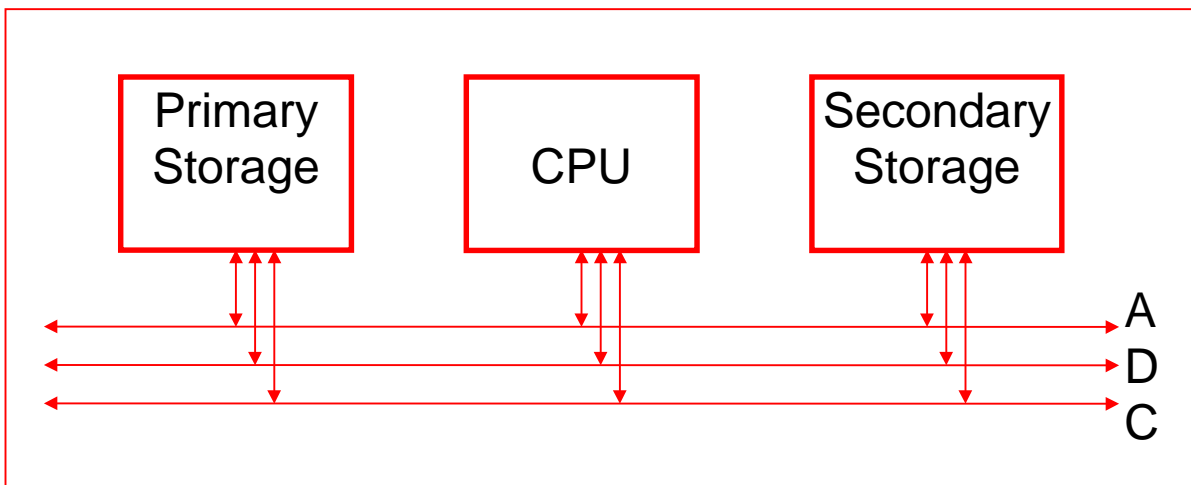 Primary
Storage
CPU
Secondary
Storage
A
D
C